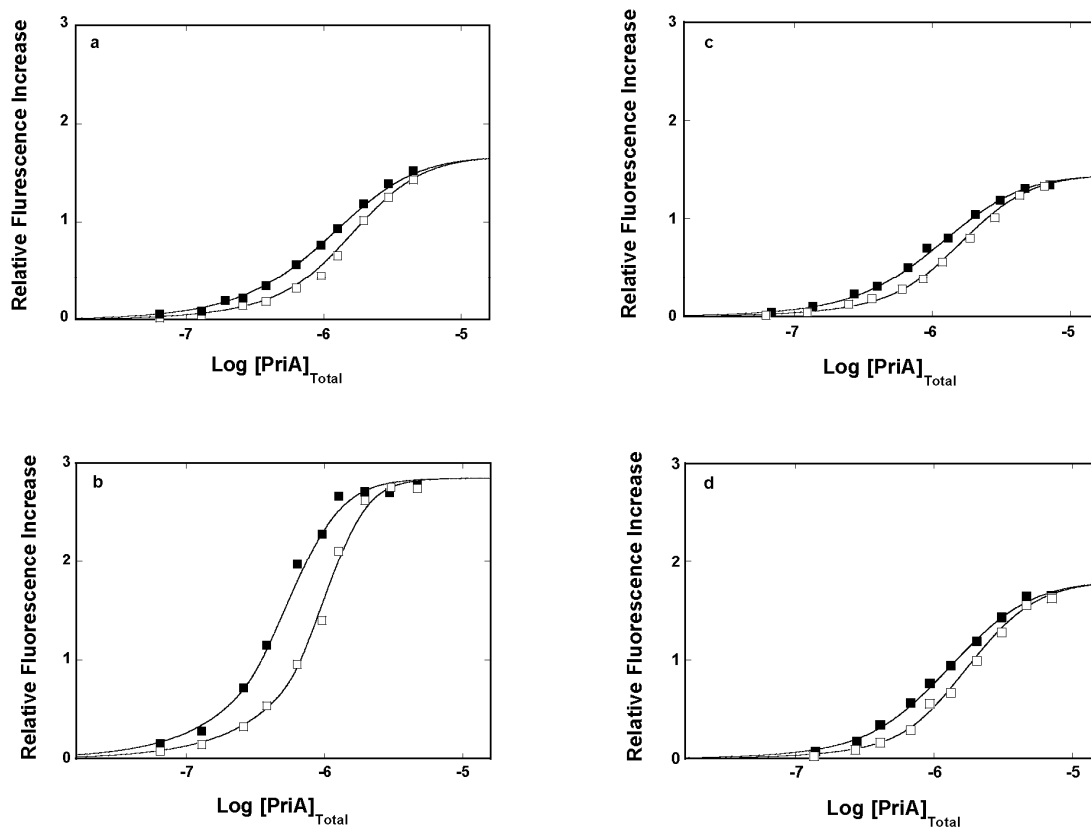 a
Relative Flurescence Increase
3
2
1
0
-7
-6
-5
Log [PriA]Total
c
Relative Fluorescence Increase
3
2
1
0
-7
-6
-5
Log [PriA]Total
b
Relative Fluorescence Increase
3
2
1
0
-7
-6
-5
Log [PriA]Total
d
Relative Fluorescence Increase
3
2
1
0
-7
-6
-5
Log [PriA]Total